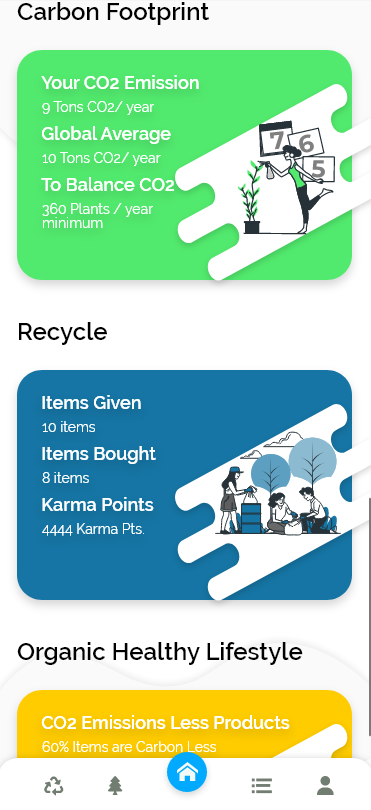 Carbon Footprint
Your CO2 Emission
9 Tons CO2/ year
Global Average
10 Tons CO2/ year
To Balance CO2
360 Plants / year
minimum
7
6
5
Recycle
Items Given
10 items
Items Bought
8 items
Karma Points
4444 Karma Pts.
Organic Healthy Lifestyle
CO2 Emissions Less Products
60% Items are Carbon Less